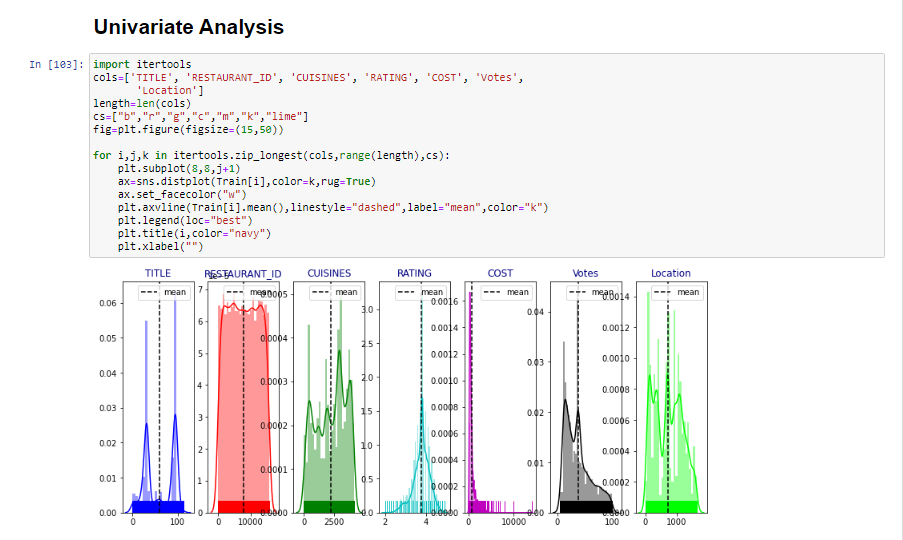 Univariate Analysis
In [103]:
import itertools
cols=['TITLE', 'RESTAURANT_ID', 'CUISINES', 'RATING', 'COST', 'Votes',
'Location']
length=len(cols)
cs=["b","r","g","c","m","k","lime"]
fig=plt.figure(figsize=(15,50))
for i,j,k in itertools.zip_longest(cols,range(length),cs):
plt.subplot(8,8,j+1)
ax=sns.distplot(Train[i],color=k,rug=True)
ax.set_facecolor("w")
plt.axvline(Train[i].mean(),linestyle="dashed",label="mean",color="k")
plt.legend(loc="best")
plt.title(i,color="navy")
plt.xlabel("")
TITLE
mean
0.06
0.05
0.04
0.03
0.02
0.01
0.00
0 100
RESTAURANT_ID
mean
7
6
5
4
3
2
1
0
0 10000
CUISINES
mean
0.0005
0.0004
0.0003
0.0002
0.0001
0.0000
0 2500
RATING
mean
3.0
2.5
2.0
1.5
1.0
0.5
0.0
2 4
COST
mean
0.0016
0.0014
0.0012
0.0010
0.0008
0.0006
0.0004
0.0002
0.0000
0 10000
Votes
mean
0.04
0.03
0.02
0.01
0.00
0 100
Location
mean
0.0014
0.0012
0.0010
0.0008
0.0006
0.0004
0.0002
0.0000
0 1000